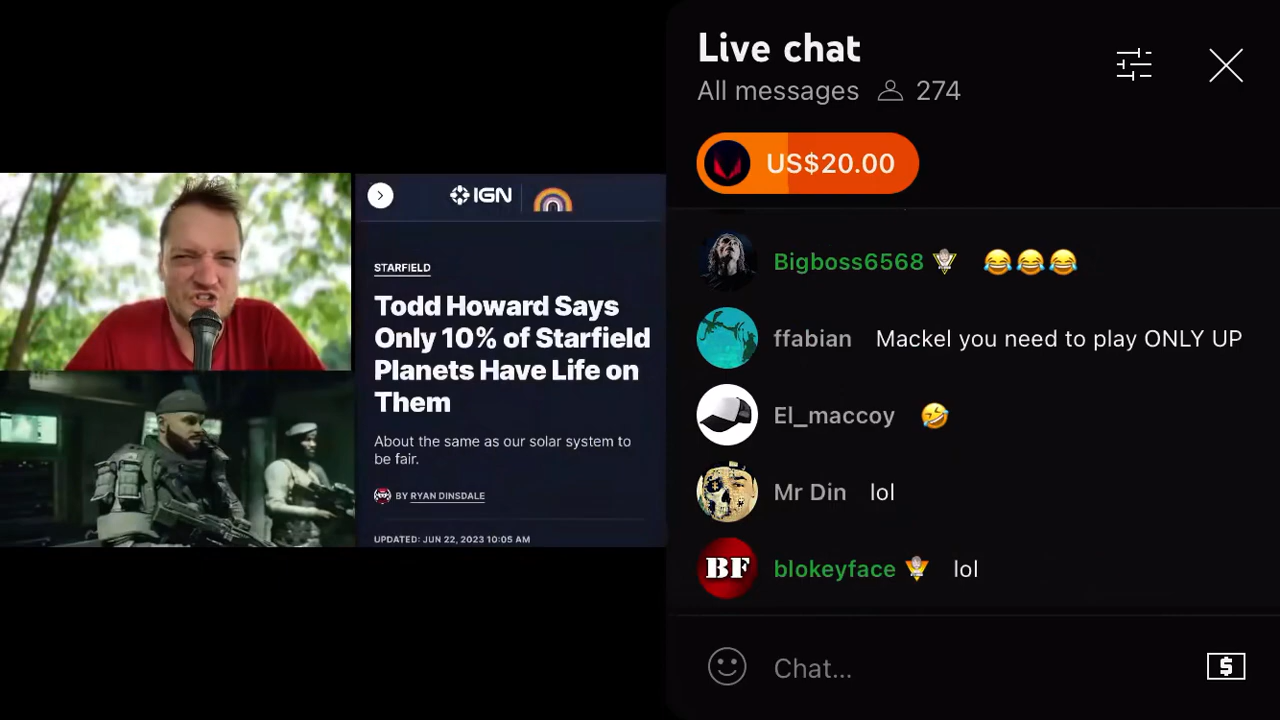 IGN
STARFIELD
Todd Howard Says
Only 10% of Starfield
Planets Have Life on
Them
About the same as our solar system to
be fair.
BY RYAN DINSDALE
UPDATED: JUN 22, 2023 10:05 AM
Live chat
All messages 274
US$20.00
Bigboss6568 😂😂😂
ffabian Mackel you need to play ONLY UP
El_maccoy 🤣
Mr Din lol
BF blokeyface lol
Chat...
$